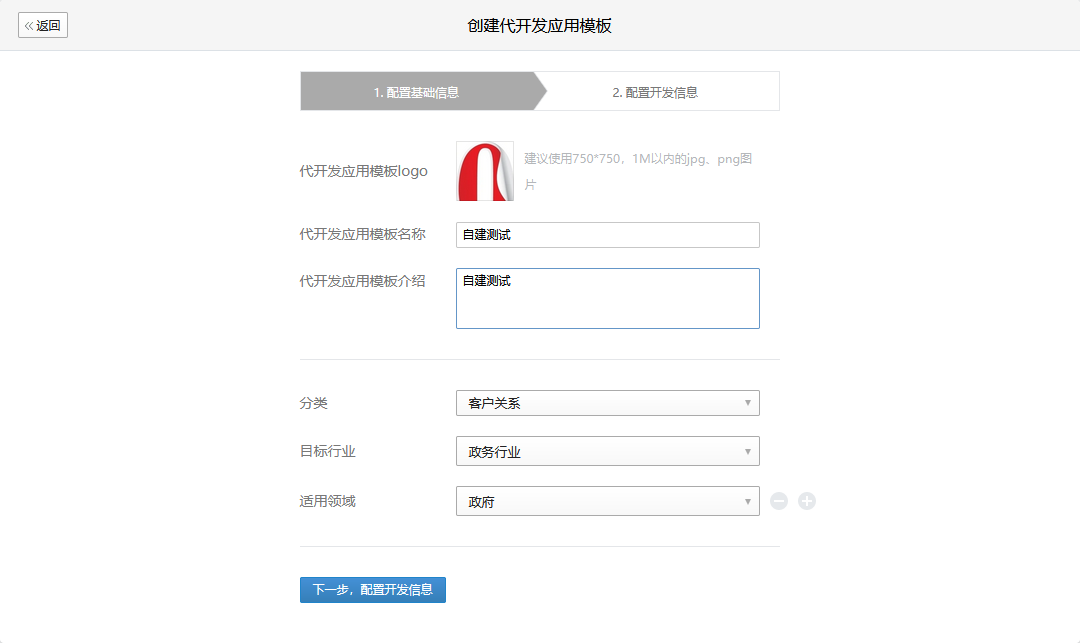 返回
创建代开发应用模板
1. 配置基础信息
2. 配置开发信息
代开发应用模板logo
建议使用750*750，1M以内的jpg、png图
片
代开发应用模板名称
自建测试
代开发应用模板介绍
自建测试
分类
客户关系
目标行业
政务行业
适用领域
政府
下一步，配置开发信息